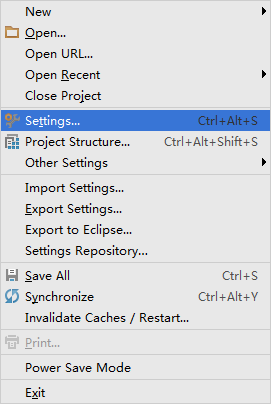 New
Open...
Open URL...
Open Recent
Close Project
Settings... Ctrl+Alt+S
Project Structure... Ctrl+Alt+Shift+S
Other Settings
Import Settings...
Export Settings...
Export to Eclipse...
Settings Repository...
Save All Ctrl+S
Synchronize Ctrl+Alt+Y
Invalidate Caches / Restart...
Print...
Power Save Mode
Exit